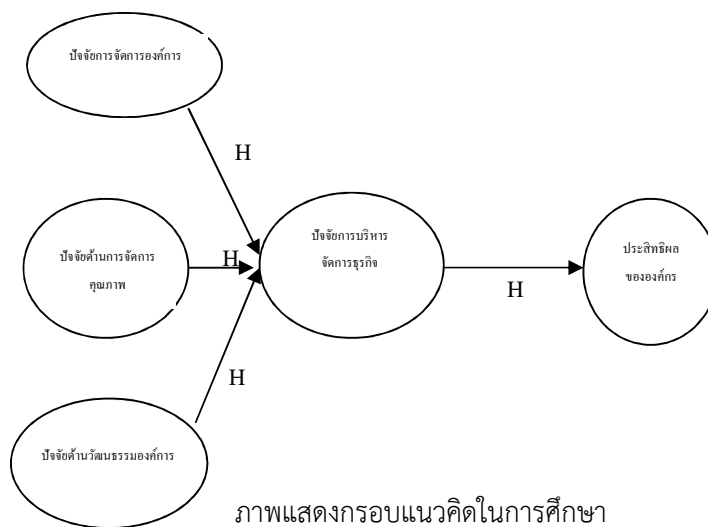 ปัจจัยการจัดการองค์การ
H
ปัจจัยด้านการจัดการ
คุณภาพ
H
ปัจจัยการบริหาร
จัดการธุรกิจ
H
ประสิทธิผล
ขององค์กร
H
ปัจจัยด้านวัฒนธรรมองค์การ
ภาพแสดงกรอบแนวคิดในการศึกษา